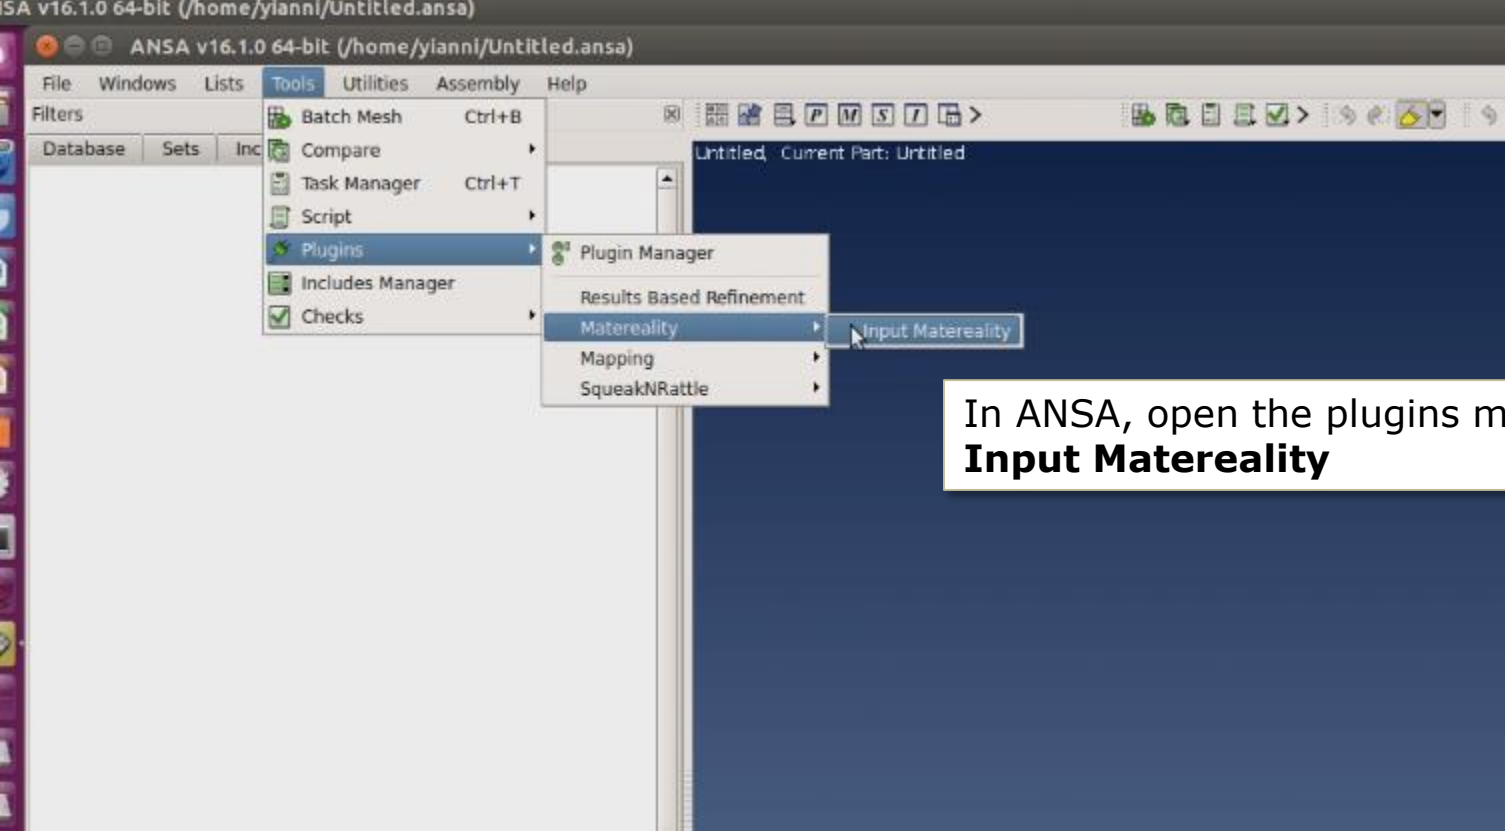 SA v16.1.0 64-bit (/home/yianni/Untitled.ansa)
ANSA v16.1.0 64-bit (/home/yianni/Untitled.ansa)
File Windows Lists Tools Utilities Assembly Help
Filters
Database Sets Inc
Batch Mesh Ctrl+B
Compare
Task Manager Ctrl+T
Script
Plugins
Includes Manager
Checks
Plugin Manager
Results Based Refinement
Matereality
Mapping
SqueakNRattle
Input Matereality
P M S I
Untitled, Current Part: Untitled
In ANSA, open the plugins m
Input Matereality